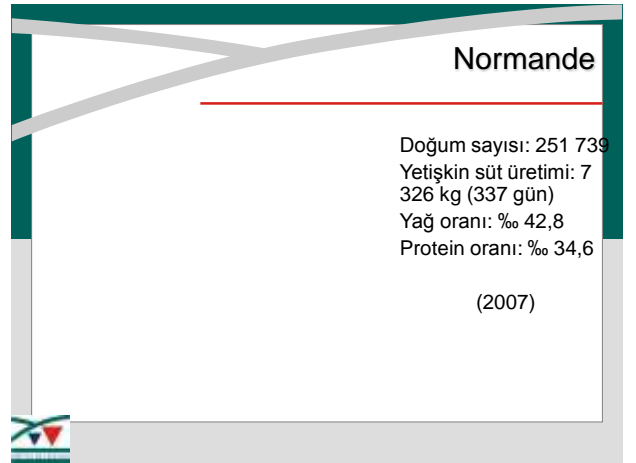 Normande
Doğum sayısı: 251 739
Yetişkin süt üretimi: 7
326 kg (337 gün)
Yağ oranı: ‰ 42,8
Protein oranı: ‰ 34,6
(2007)